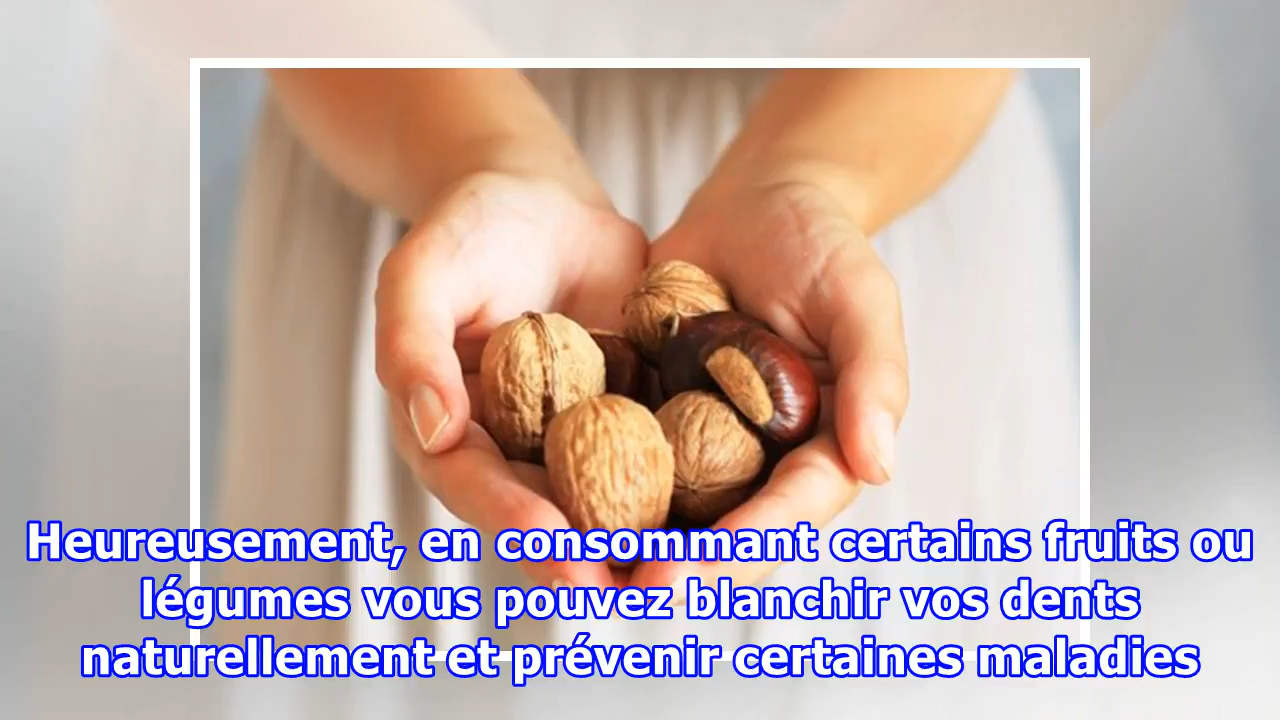 Heureusement, en consommant certains fruits ou
légumes vous pouvez blanchir vos dents
naturellement et prévenir certaines maladies